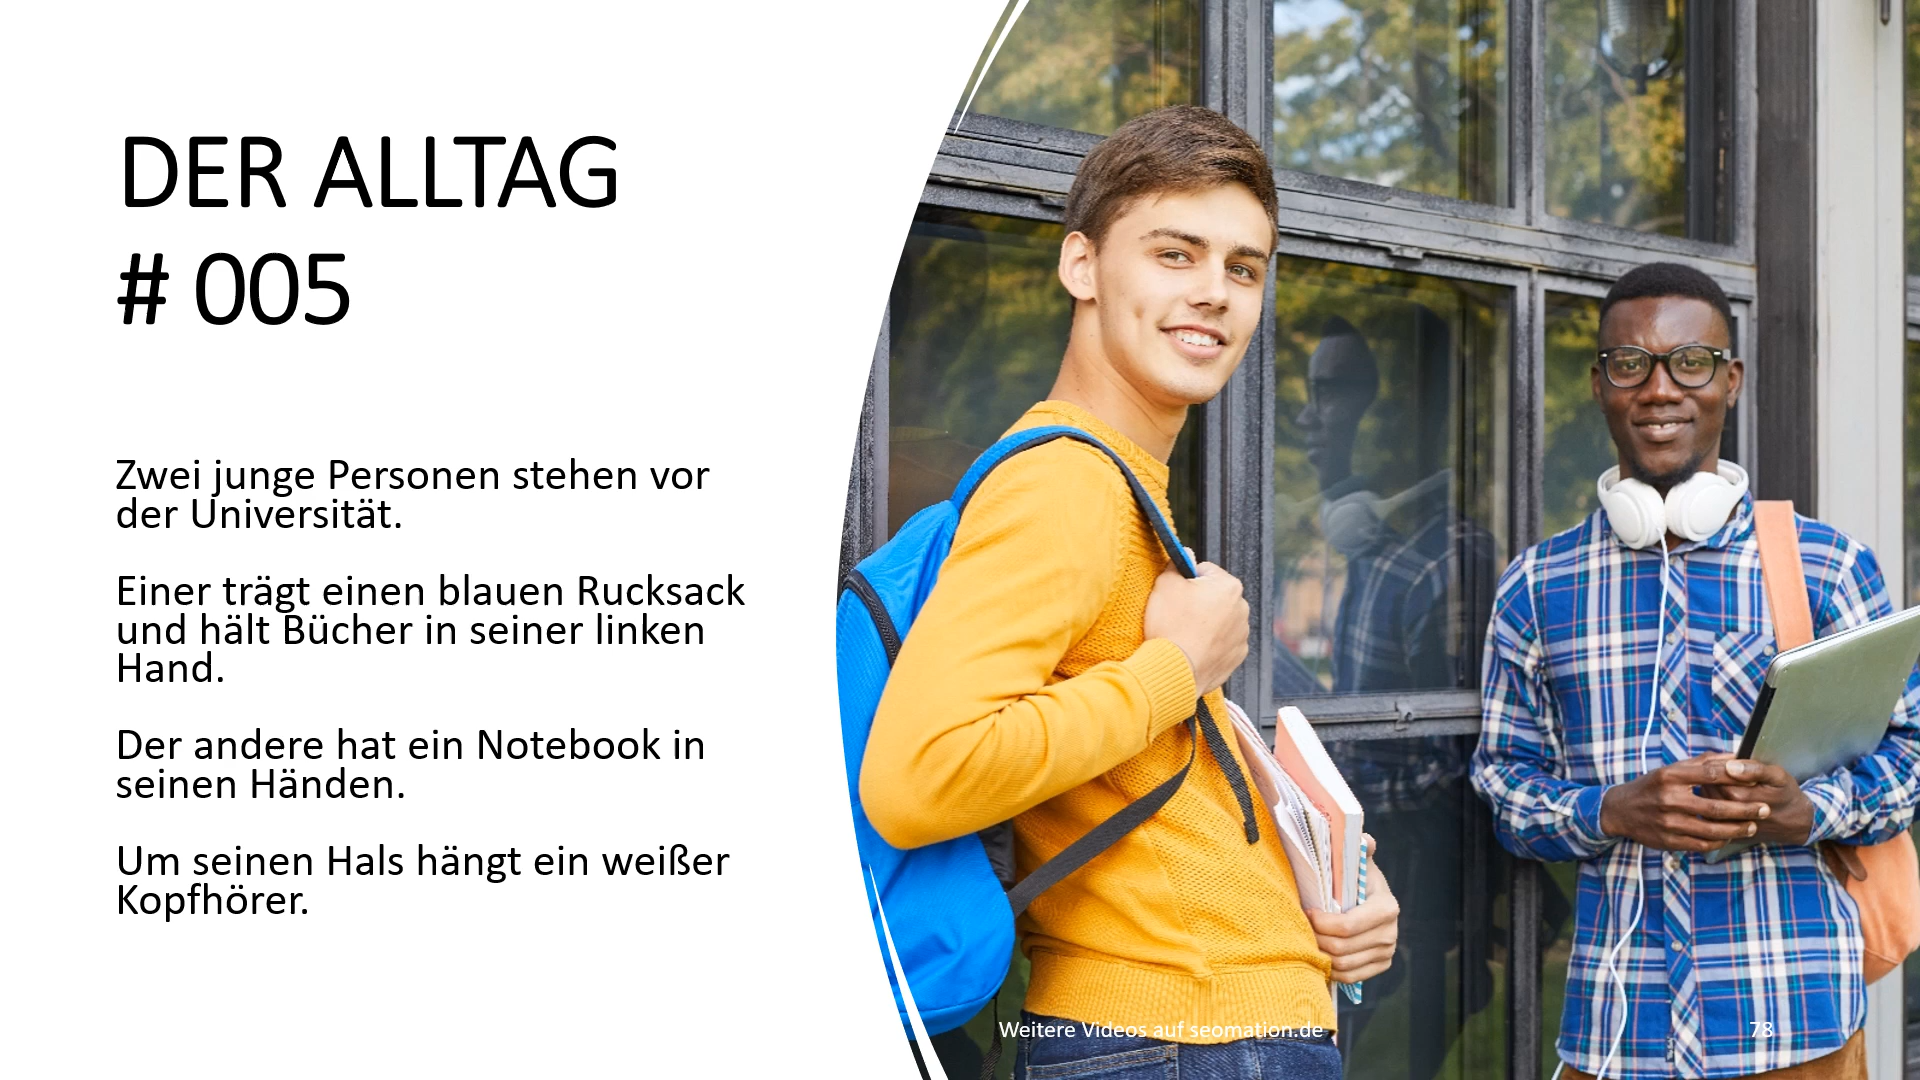 DER ALLTAG
# 005
Zwei junge Personen stehen vor
der Universität.
Einer trägt einen blauen Rucksack
und hält Bücher in seiner linken
Hand.
Der andere hat ein Notebook in
seinen Händen.
Um seinen Hals hängt ein weißer
Kopfhörer.
Weitere Videos auf seomation.de
78